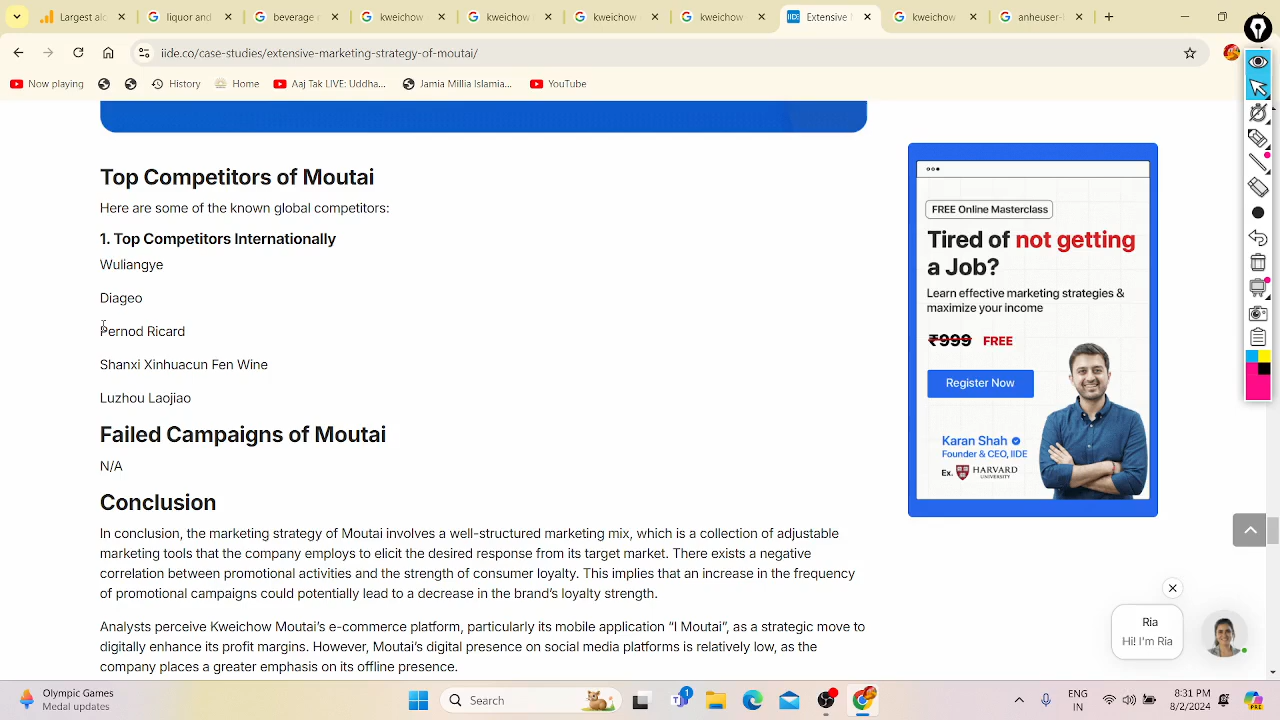 Analytics
liquor and
beverage
kweichow
kweichow
kweichow
kweichow
IIDE Extensive
kweichow
anheuser-
iide.co/case-studies/extensive-marketing-strategy-of-moutai/
Now playing
History
Home
Aaj Tak LIVE: Uddha...
Jamia Millia Islamia...
YouTube
Top Competitors of Moutai
Here are some of the known global competitors:
1. Top Competitors Internationally
Wuliangye
Diageo
Pernod Ricard
Shanxi Xinhuacun Fen Wine
Luzhou Laojiao
Failed Campaigns of Moutai
N/A
Conclusion
In conclusion, the marketing strategy of Moutai involves a well-structured marketing mix, which is a collection of adjustable
marketing tools that the company employs to elicit the desired response from its target market. There exists a negative
correlation between promotional activities and the strength of consumer loyalty. This implies that an increase in the frequency
of promotional campaigns could potentially lead to a decrease in the brand's loyalty strength.
Analysts perceive Kweichow Moutai's e-commerce platform, particularly its mobile application "I Moutai", as a strategic move to
digitally enhance its profit margins. However, Moutai's digital presence on social media platforms is relatively low, as the
company places a greater emphasis on its offline presence.
FREE Online Masterclass
Tired of not getting
a Job?
Learn effective marketing strategies &
maximize your income
₹999 FREE
Register Now
Karan Shah
Founder & CEO, IIDE
Ex. HARVARD
UNIVERSITY
Ria
Hi! I'm Ria
Olympic Games
Medal updates
Search
1
ENG
IN
8:31 PM
8/22/2024
PRE